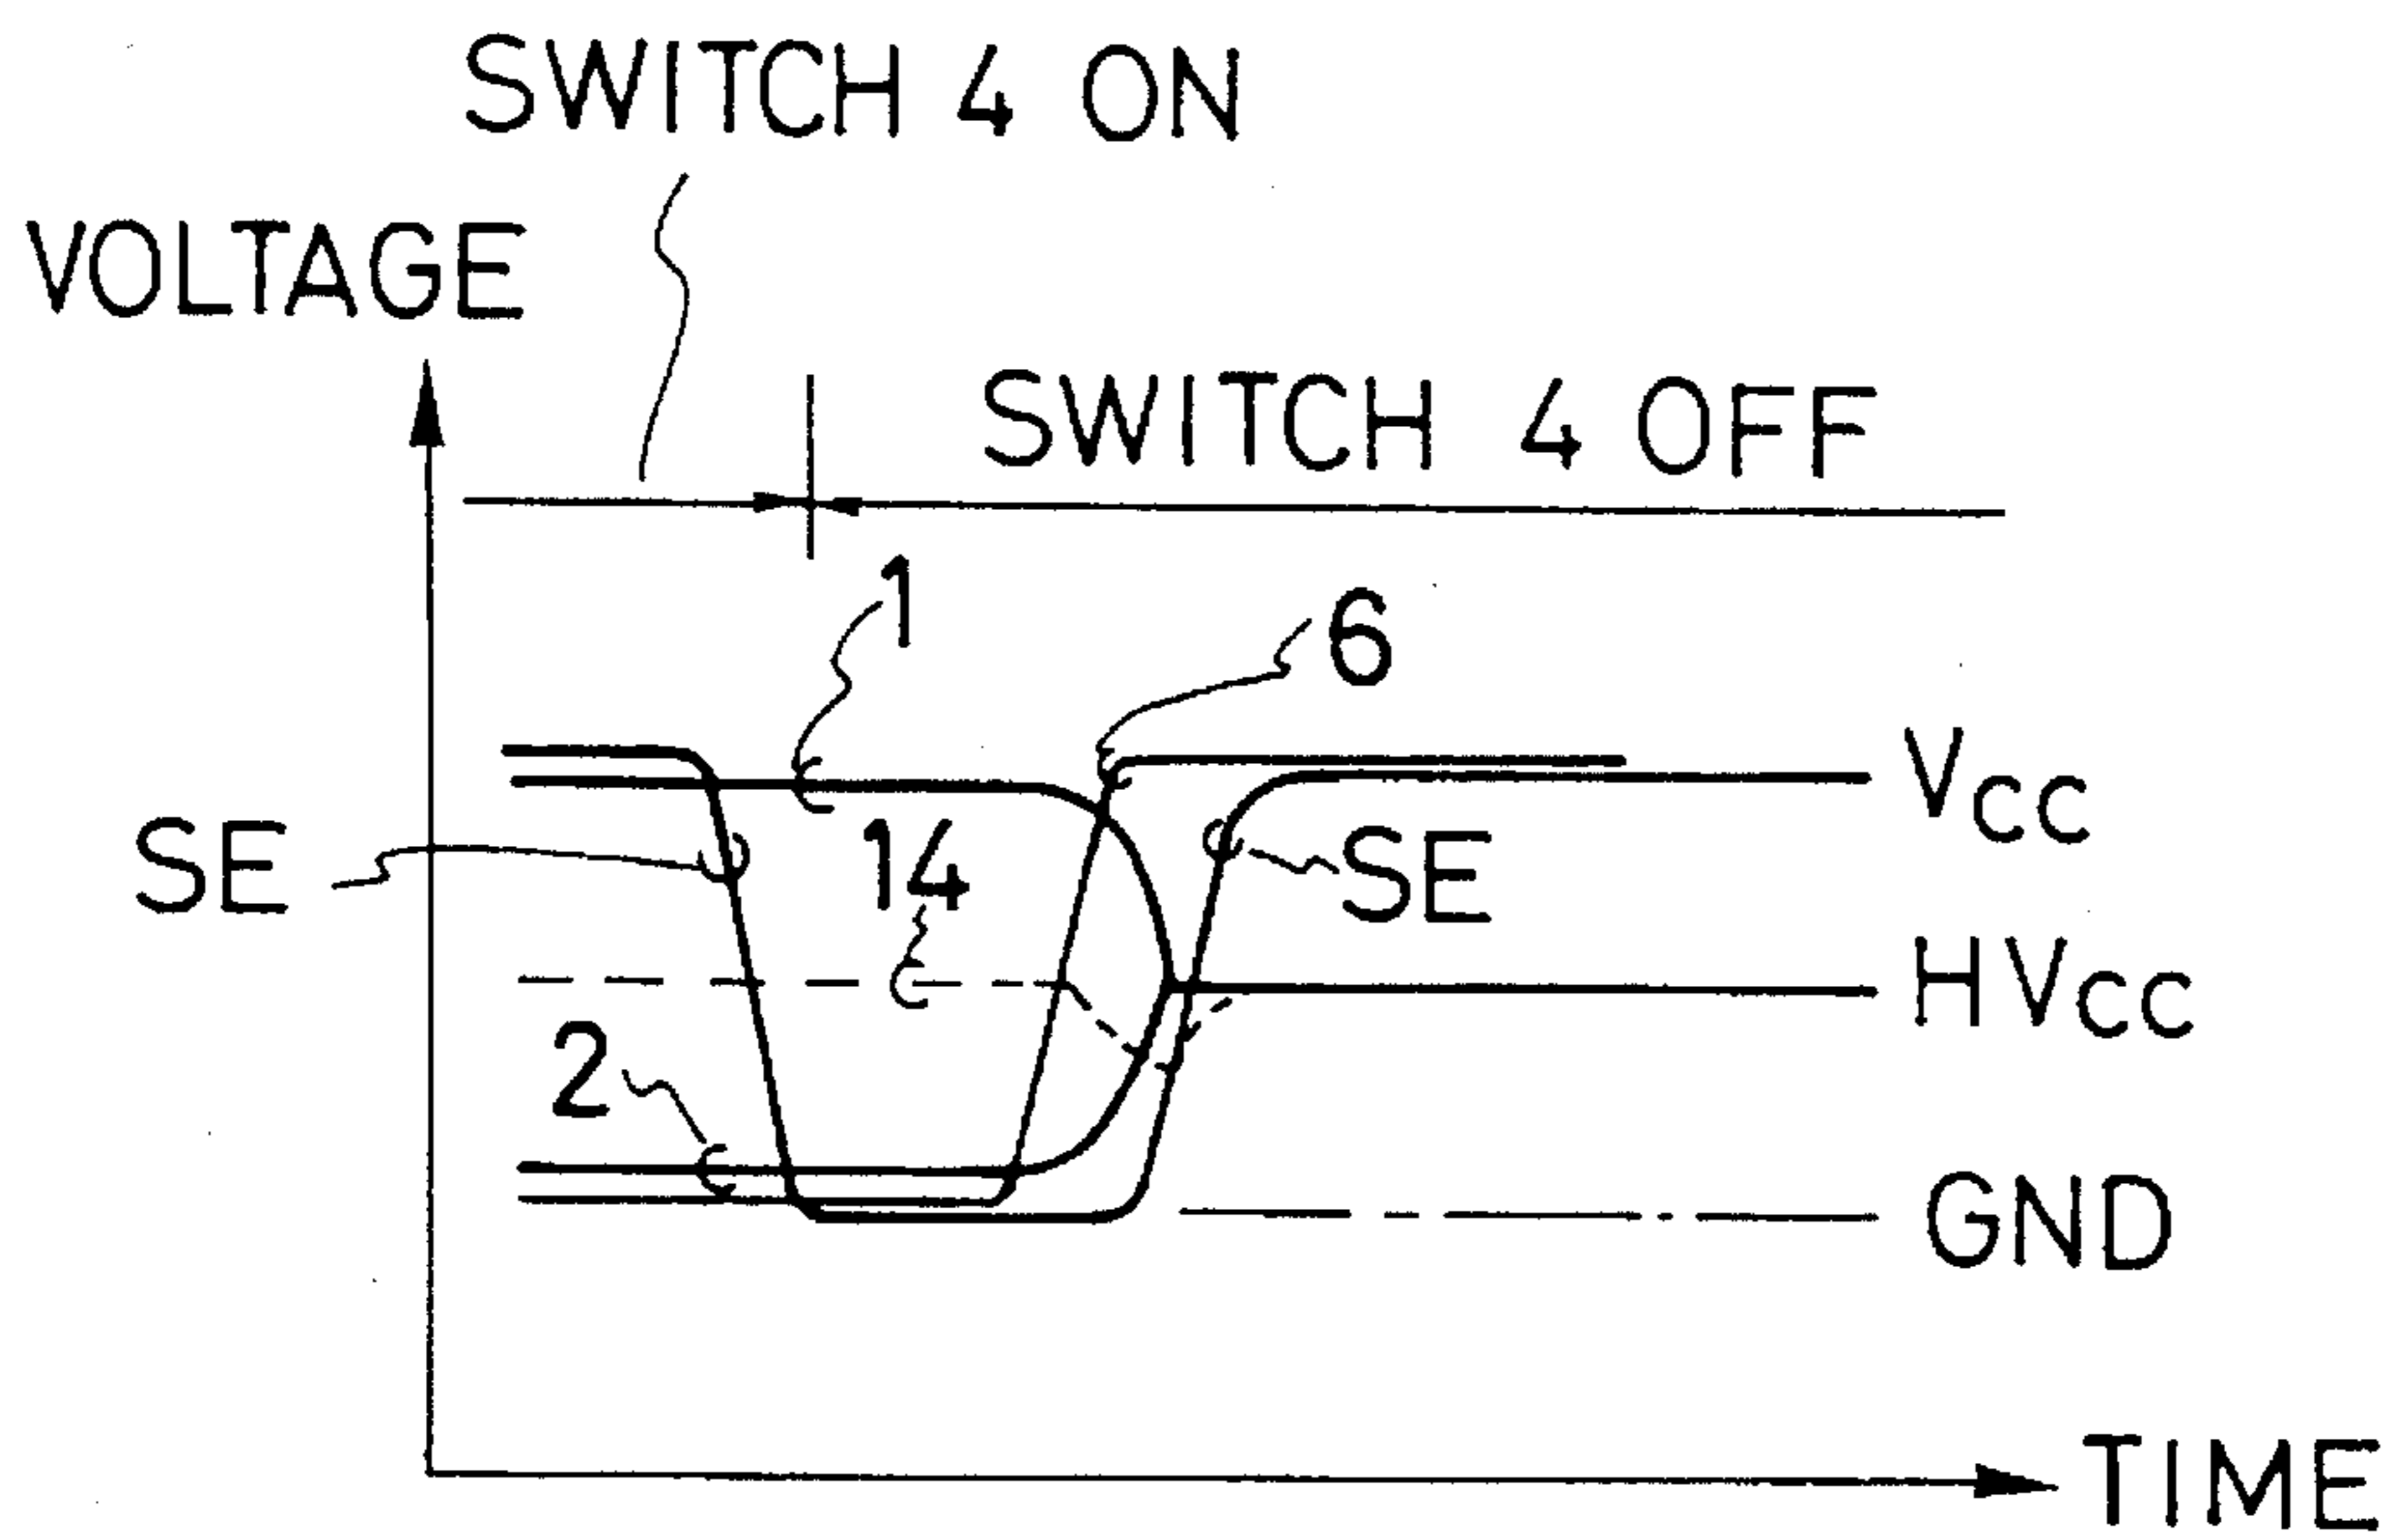 SWITCH 4 ON
VOLTAGE
SWITCH 4 OFF
1
6
VCC
SE
14
SE
HVCC
2
GND
TIME